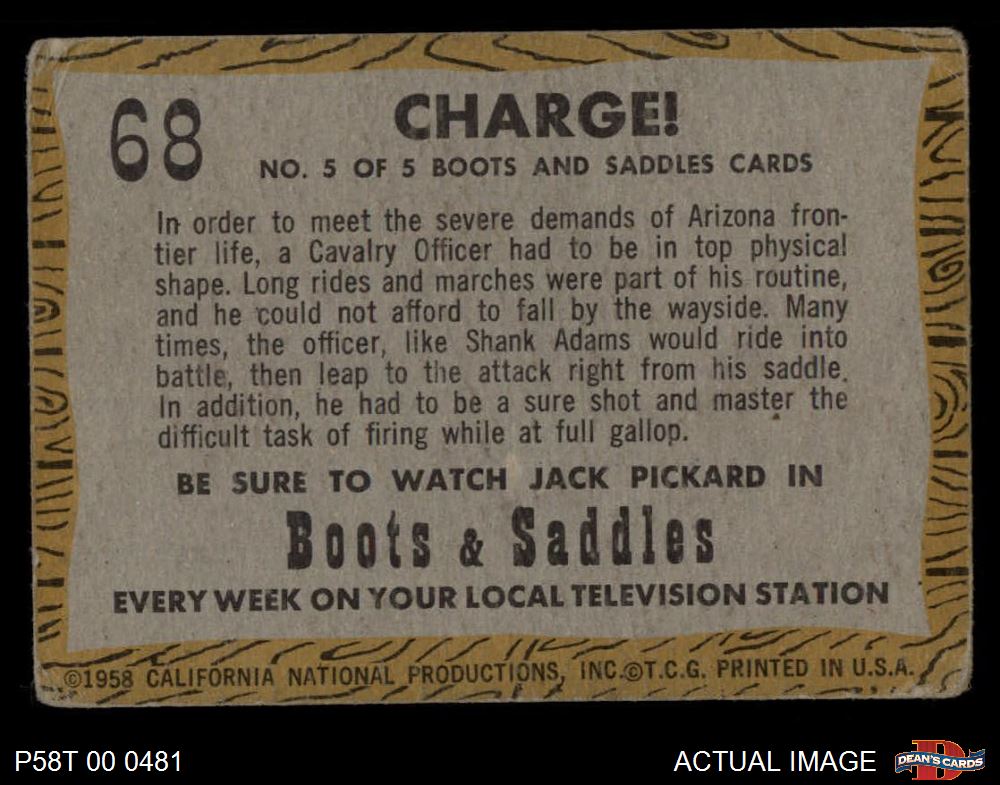 68
CHARGE!
NO. 5 OF 5 BOOTS AND SADDLES CARDS
In order to meet the severe demands of Arizona fron-
tier life, a Cavalry Officer had to be in top physical
shape. Long rides and marches were part of his routine,
and he could not afford to fall by the wayside. Many
times, the officer, like Shank Adams would ride into
battle, then leap to the attack right from his saddle.
In addition, he had to be a sure shot and master the
difficult task of firing while at full gallop.
BE SURE TO WATCH JACK PICKARD IN
Boots & Saddles
EVERY WEEK ON YOUR LOCAL TELEVISION STATION
©1958 CALIFORNIA NATIONAL PRODUCTIONS, INC.©T.C.G. PRINTED IN U.S.A.
P58T 00 0481
ACTUAL IMAGE
DEAN'S CARDS